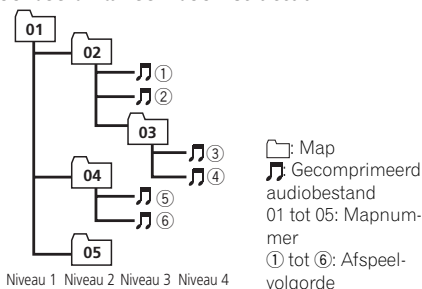 01
02
①
②
03
③
④
04
⑤
⑥
05
Niveau 1 Niveau 2 Niveau 3 Niveau 4
: Map
: Gecomprimeerd
audiobestand
01 tot 05: Mapnum-
mer
① tot ⑥: Afspeel-
volgorde